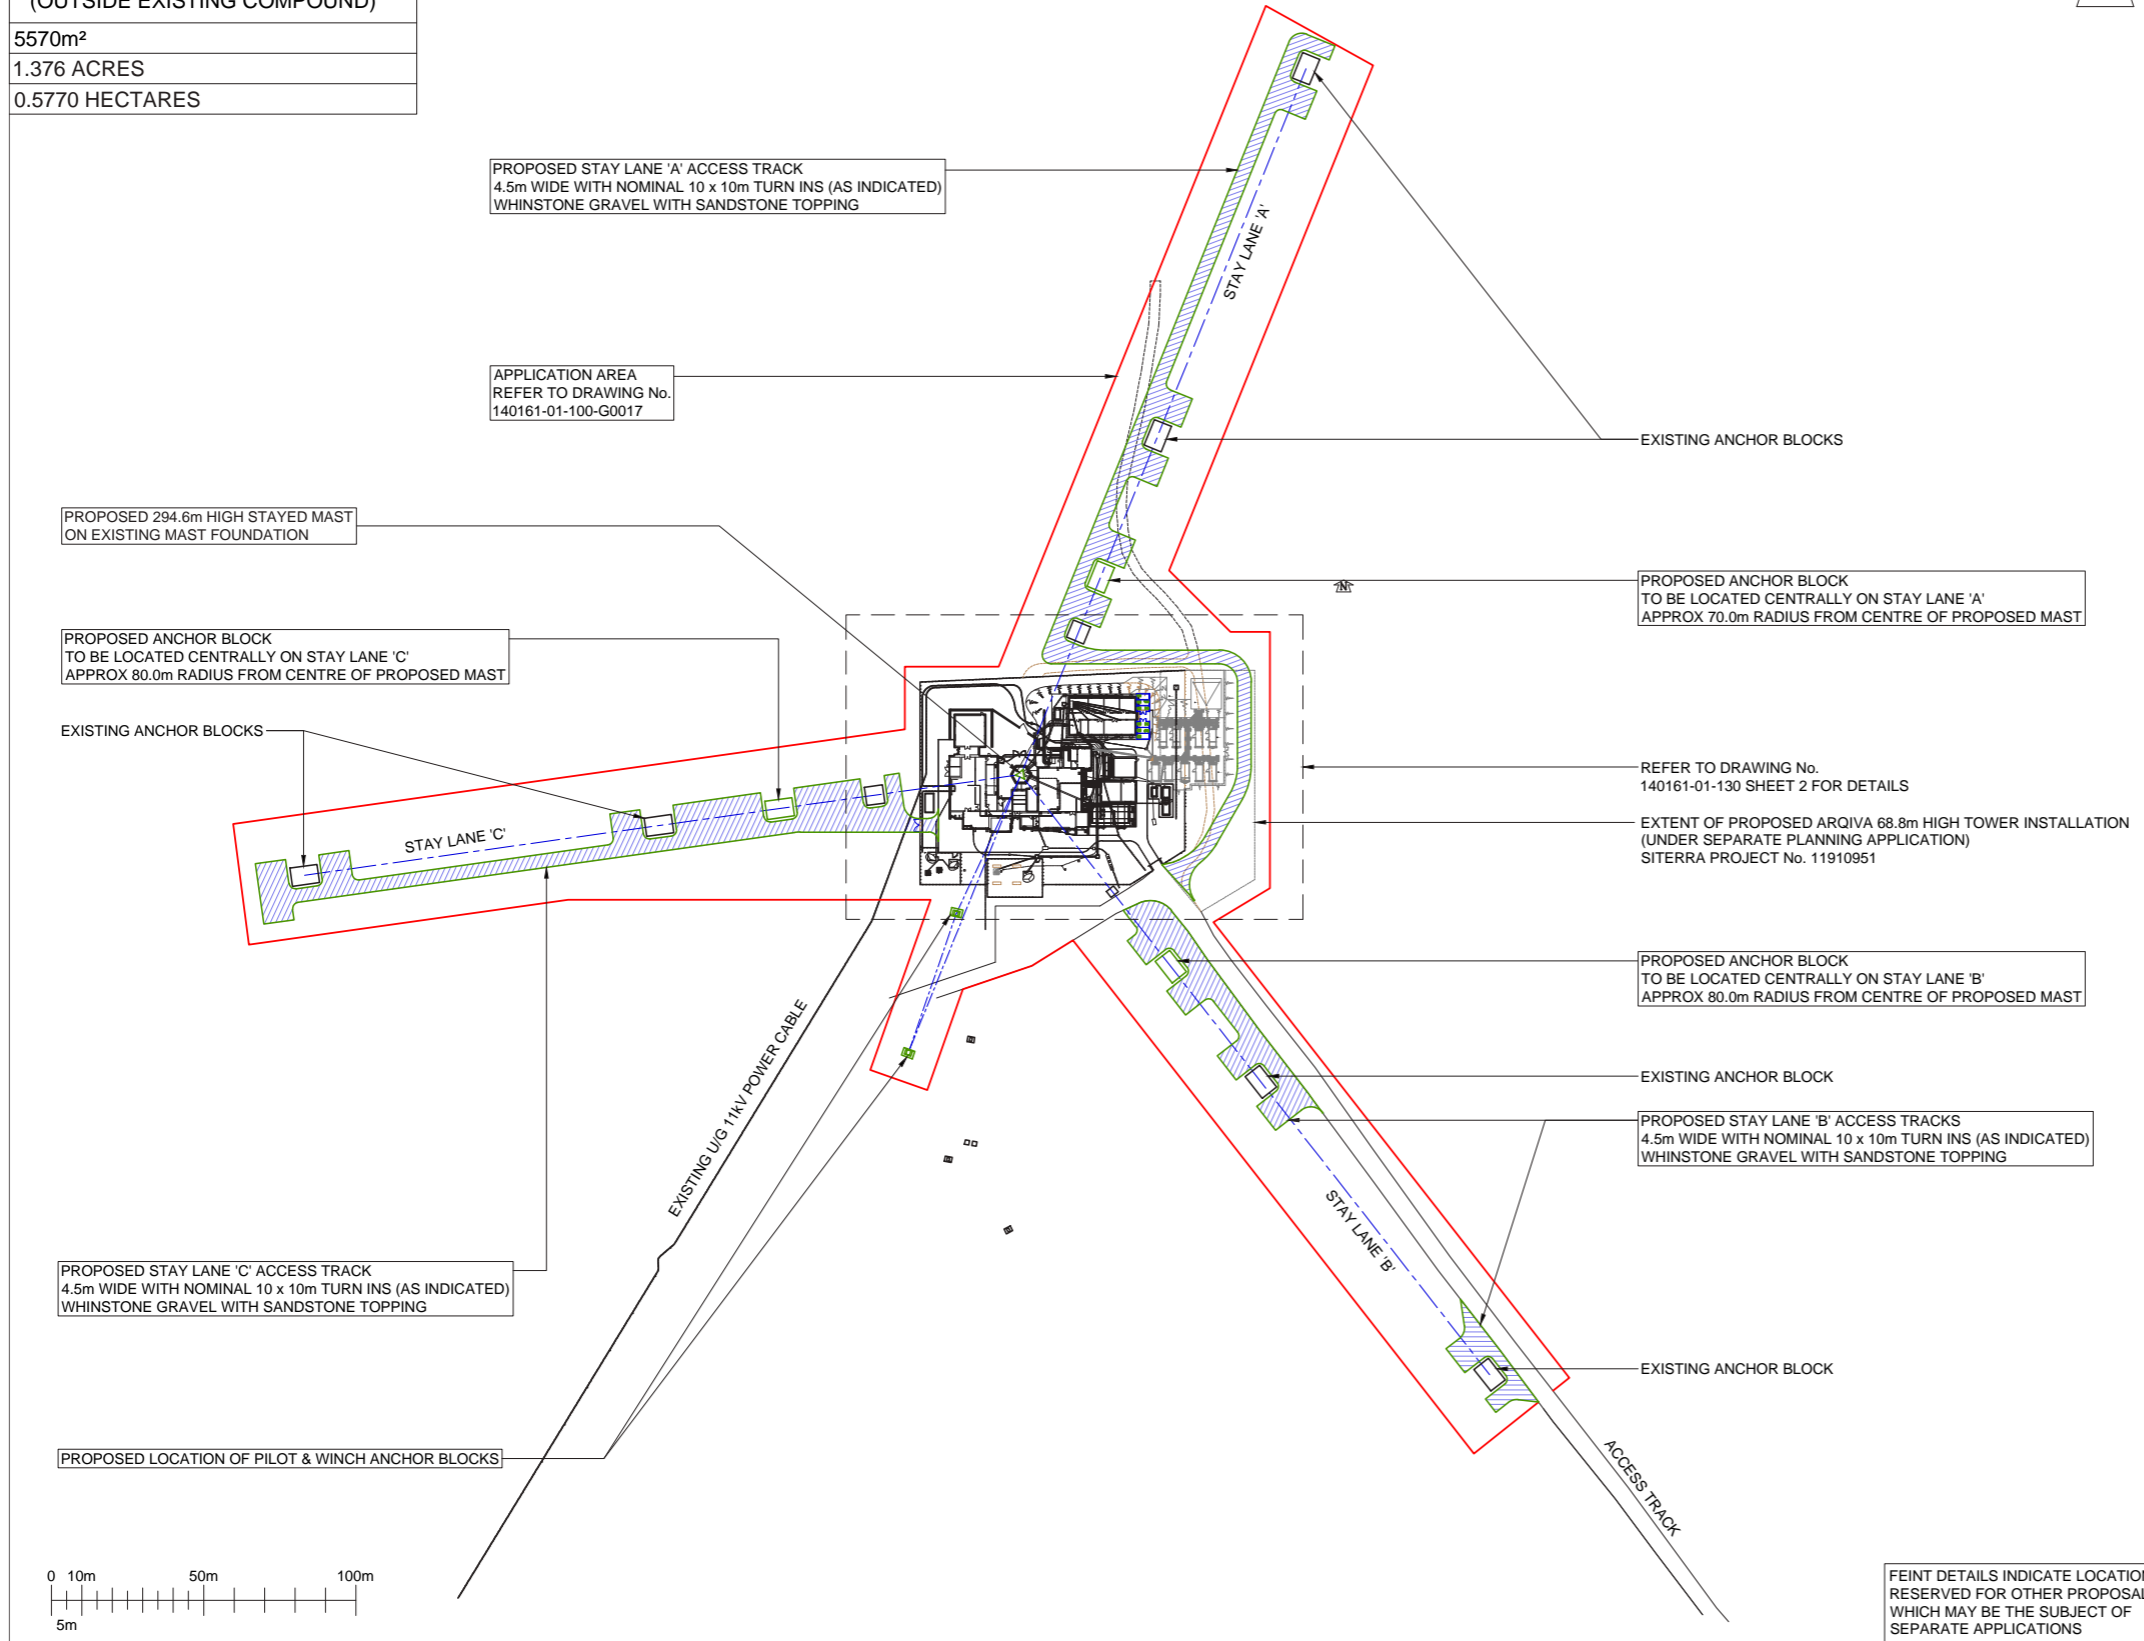 (OUTSIDE EXISTING COMPOUND)
5570m²
1.376 ACRES
0.5770 HECTARES
PROPOSED STAY LANE 'A' ACCESS TRACK
4.5m WIDE WITH NOMINAL 10 x 10m TURN INS (AS INDICATED)
WHINSTONE GRAVEL WITH SANDSTONE TOPPING
STAY LANE 'A'
APPLICATION AREA
REFER TO DRAWING No.
140161-01-100-G0017
EXISTING ANCHOR BLOCKS
PROPOSED 294.6m HIGH STAYED MAST
ON EXISTING MAST FOUNDATION
N
PROPOSED ANCHOR BLOCK
TO BE LOCATED CENTRALLY ON STAY LANE 'A'
APPROX 70.0m RADIUS FROM CENTRE OF PROPOSED MAST
PROPOSED ANCHOR BLOCK
TO BE LOCATED CENTRALLY ON STAY LANE 'C'
APPROX 80.0m RADIUS FROM CENTRE OF PROPOSED MAST
EXISTING ANCHOR BLOCKS
REFER TO DRAWING No.
140161-01-130 SHEET 2 FOR DETAILS
EXTENT OF PROPOSED ARQIVA 68.8m HIGH TOWER INSTALLATION
(UNDER SEPARATE PLANNING APPLICATION)
SITERRA PROJECT No. 11910951
STAY LANE 'C'
PROPOSED ANCHOR BLOCK
TO BE LOCATED CENTRALLY ON STAY LANE 'B'
APPROX 80.0m RADIUS FROM CENTRE OF PROPOSED MAST
EXISTING U/G 11kV POWER CABLE
EXISTING ANCHOR BLOCK
PROPOSED STAY LANE 'B' ACCESS TRACKS
4.5m WIDE WITH NOMINAL 10 x 10m TURN INS (AS INDICATED)
WHINSTONE GRAVEL WITH SANDSTONE TOPPING
STAY LANE 'B'
PROPOSED STAY LANE 'C' ACCESS TRACK
4.5m WIDE WITH NOMINAL 10 x 10m TURN INS (AS INDICATED)
WHINSTONE GRAVEL WITH SANDSTONE TOPPING
EXISTING ANCHOR BLOCK
PROPOSED LOCATION OF PILOT & WINCH ANCHOR BLOCKS
ACCESS TRACK
0 10m 50m 100m
5m
FEINT DETAILS INDICATE LOCATION
RESERVED FOR OTHER PROPOSAL
WHICH MAY BE THE SUBJECT OF
SEPARATE APPLICATIONS